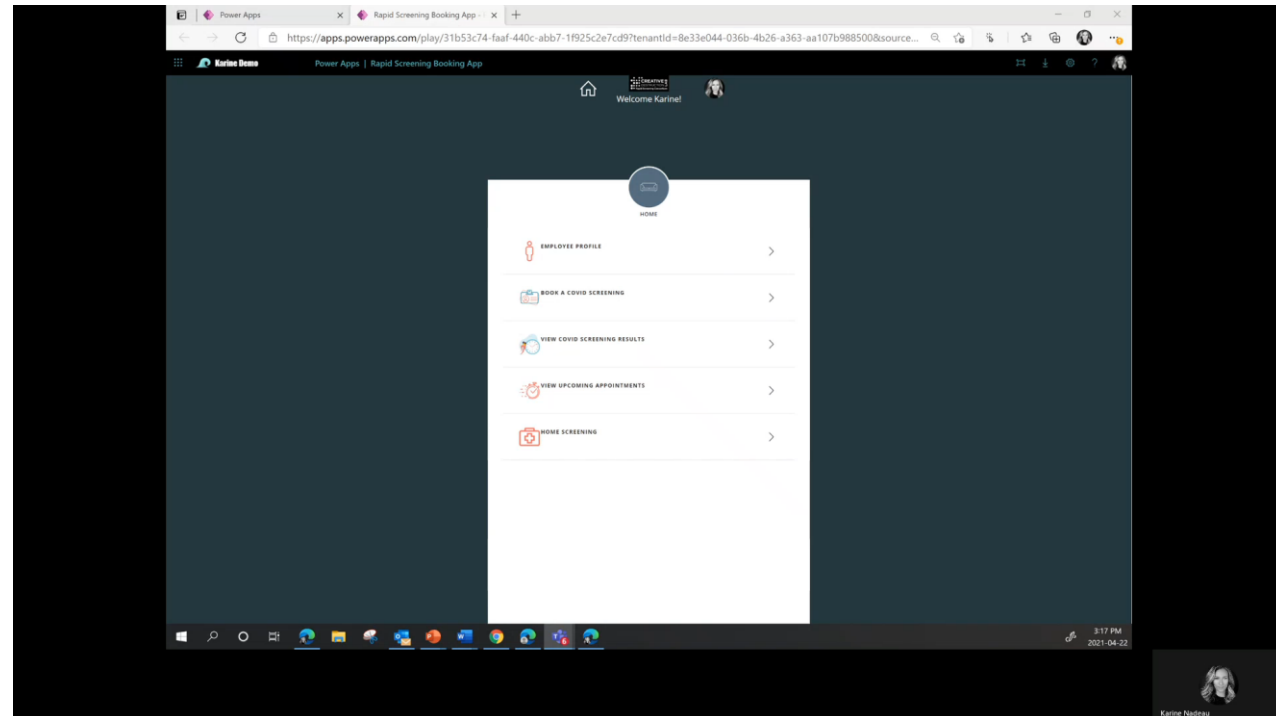 Power Apps
Rapid Screening Booking App -
https://apps.powerapps.com/play/31b53c74-faaf-440c-abb7-1f925c2e7cd9?tenantId=8e33e044-036b-4b26-a363-aa107b988500&source...
Karine Demo
Power Apps | Rapid Screening Booking App
?
CREATIVE
Welcome Karine!
HOME
EMPLOYEE PROFILE
BOOK A COVID SCREENING
VIEW COVID SCREENING RESULTS
VIEW UPCOMING APPOINTMENTS
HOME SCREENING
6
3:17 PM
2021-04-22
Karine Nadeau